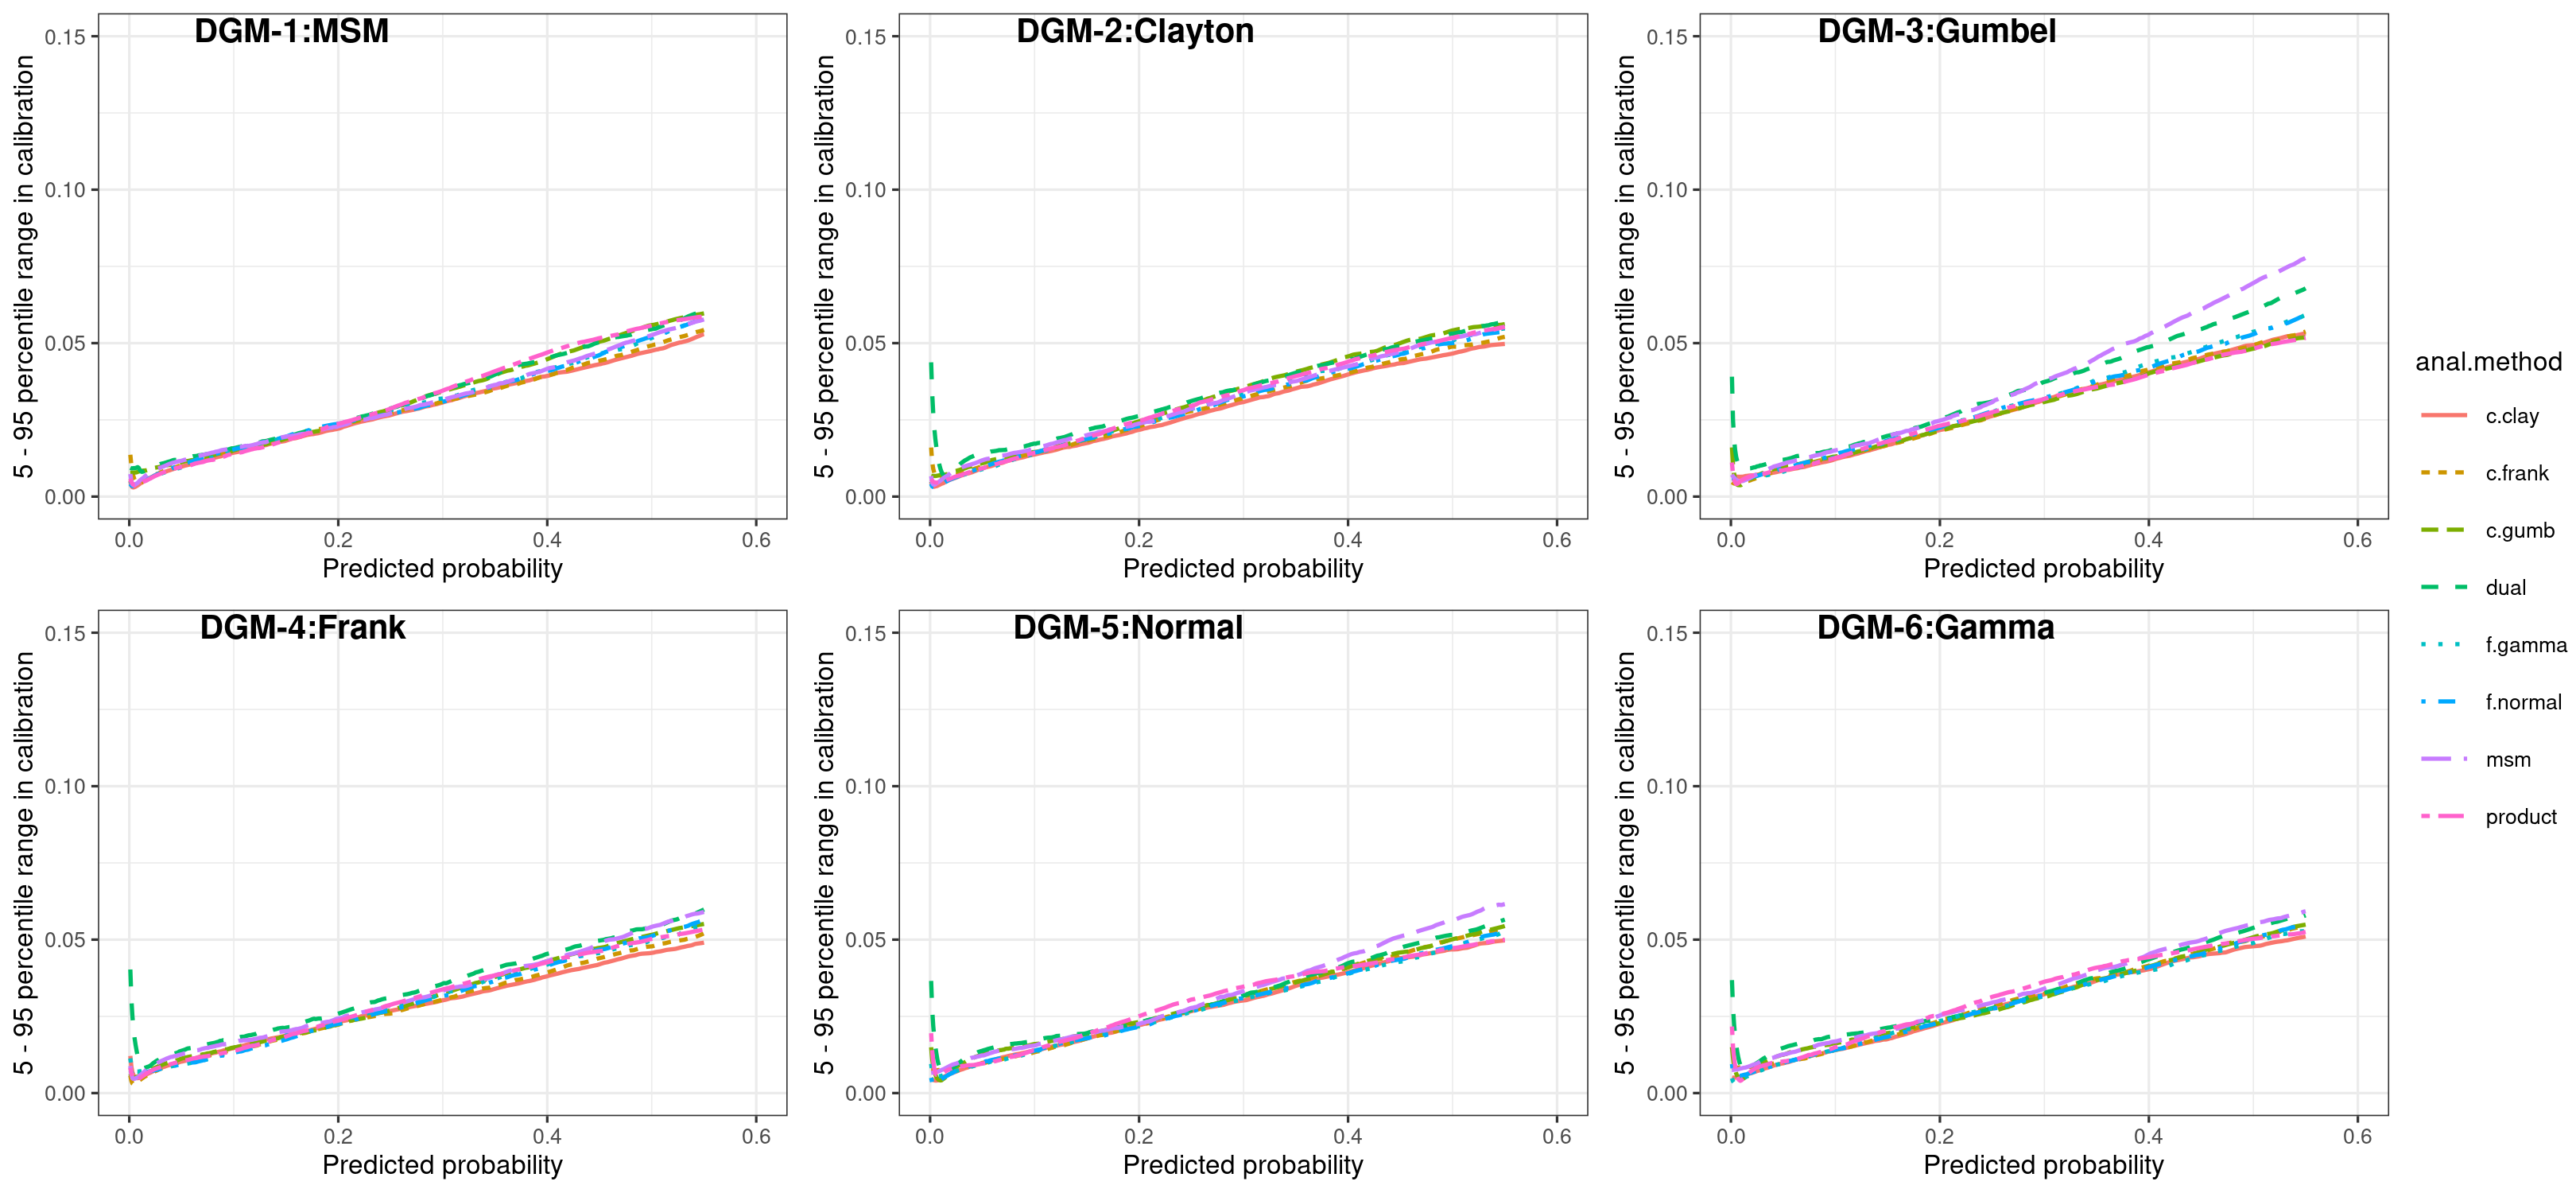 DGM-1:MSM
5 - 95 percentile range in calibration
0.15
0.10
0.05
0.00
0.0 0.2 0.4 0.6
Predicted probability
DGM-2:Clayton
5 - 95 percentile range in calibration
0.15
0.10
0.05
0.00
0.0 0.2 0.4 0.6
Predicted probability
DGM-3:Gumbel
5 - 95 percentile range in calibration
0.15
0.10
0.05
0.00
0.0 0.2 0.4 0.6
Predicted probability
DGM-4:Frank
5 - 95 percentile range in calibration
0.15
0.10
0.05
0.00
0.0 0.2 0.4 0.6
Predicted probability
DGM-5:Normal
5 - 95 percentile range in calibration
0.15
0.10
0.05
0.00
0.0 0.2 0.4 0.6
Predicted probability
DGM-6:Gamma
5 - 95 percentile range in calibration
0.15
0.10
0.05
0.00
0.0 0.2 0.4 0.6
Predicted probability
anal.method
c.clay
c.frank
c.gumb
dual
f.gamma
f.normal
msm
product